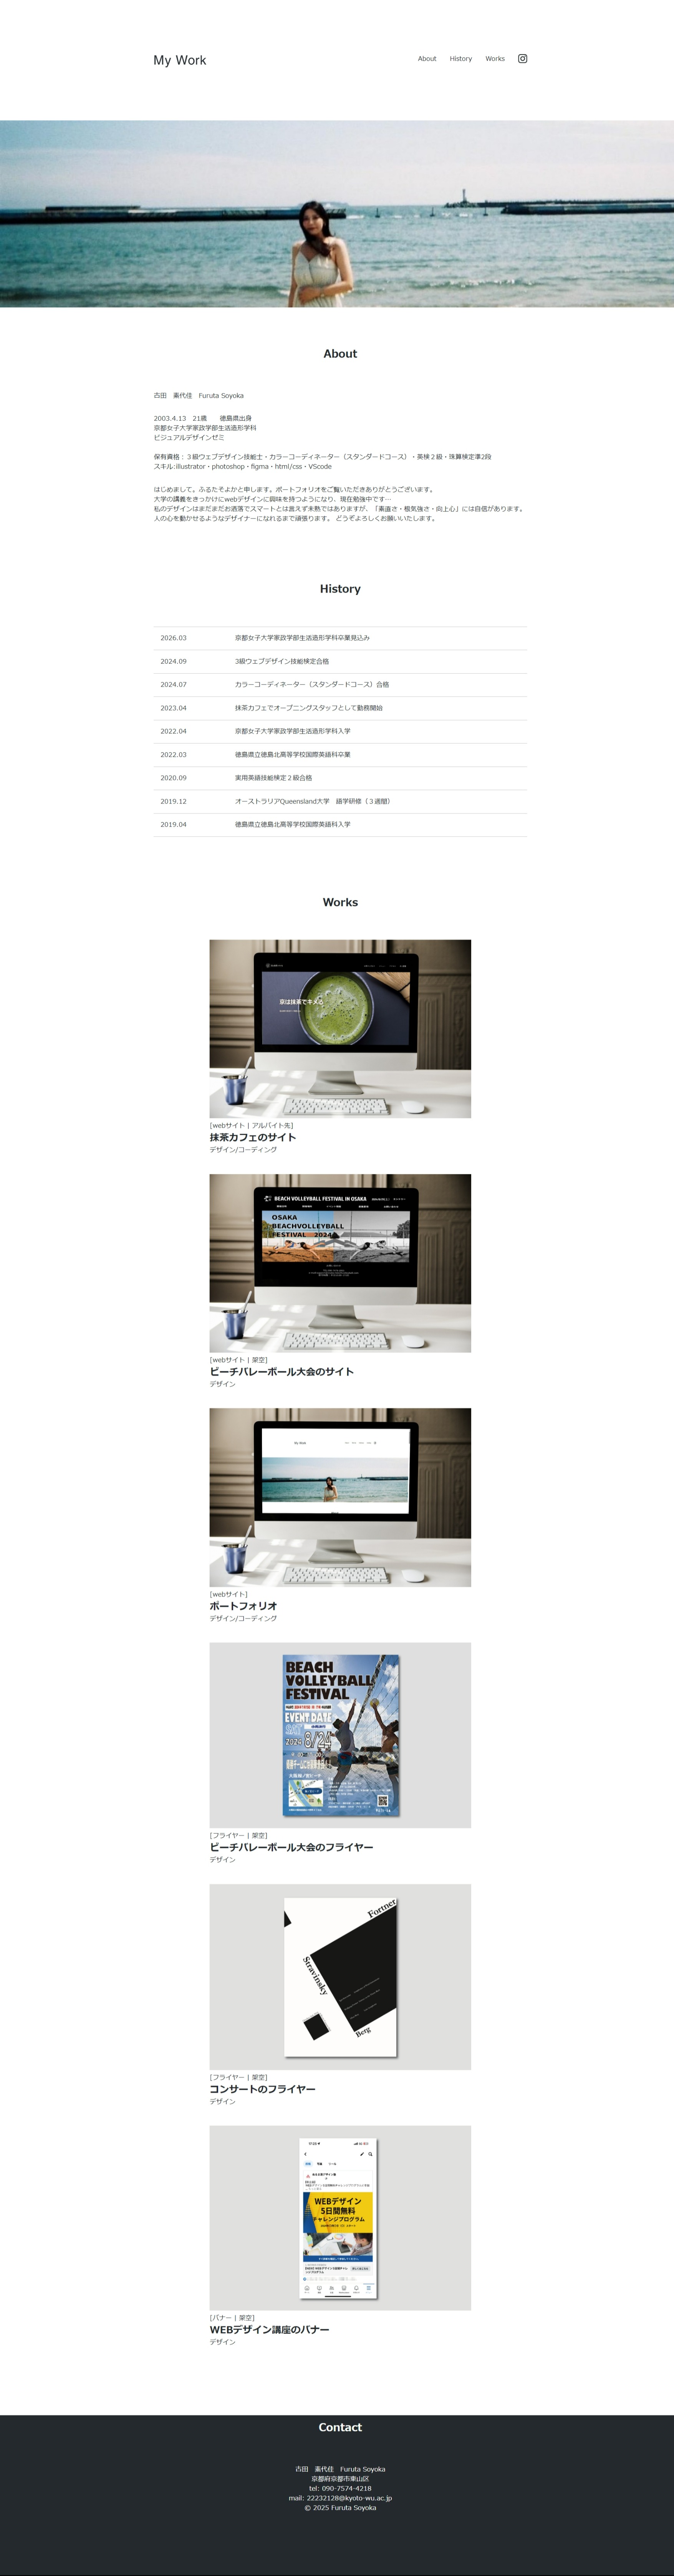 My Work
About
History
Works
About
古田　素代佳　Furuta Soyoka
2003.4.13　21歳　　徳島県出身
京都女子大学家政学部生活造形学科
ビジュアルデザインゼミ
保有資格：３級ウェブデザイン技能士・カラーコーディネーター（スタンダードコース）・英検２級・珠算検定準2段
スキル:illustrator・photoshop・figma・html/css・VScode
はじめまして。ふるたそよかと申します。ポートフォリオをご覧いただきありがとうございます。
大学の講義をきっかけにwebデザインに興味を持つようになり、現在勉強中です…
私のデザインはまだまだお洒落でスマートとは言えず未熟ではありますが、「素直さ・根気強さ・向上心」には自信があります。
人の心を動かせるようなデザイナーになれるまで頑張ります。 どうぞよろしくお願いいたします。
History
2026.03 京都女子大学家政学部生活造形学科卒業見込み
2024.09 3級ウェブデザイン技能検定合格
2024.07 カラーコーディネーター（スタンダードコース）合格
2023.04 抹茶カフェでオープニングスタッフとして勤務開始
2022.04 京都女子大学家政学部生活造形学科入学
2022.03 徳島県立徳島北高等学校国際英語科卒業
2020.09 実用英語技能検定２級合格
2019.12 オーストラリアQueensland大学　語学研修（３週間）
2019.04 徳島県立徳島北高等学校国際英語科入学
Works
京は抹茶でキメる
[webサイト | アルバイト先]
抹茶カフェのサイト
デザイン/コーディング
BEACH VOLLEYBALL FESTIVAL IN OSAKA
OSAKA
BEACHVOLLEYBALL
FESTIVAL 2024
[webサイト | 架空]
ビーチバレーボール大会のサイト
デザイン
My Work
[webサイト]
ポートフォリオ
デザイン/コーディング
BEACH
VOLLEYBALL
FESTIVAL
EVENT DATE
2024 8/24
[フライヤー | 架空]
ビーチバレーボール大会のフライヤー
デザイン
Fortner
Stravinsky
Berg
[フライヤー | 架空]
コンサートのフライヤー
デザイン
WEBデザイン
5日間無料
チャレンジプログラム
[バナー | 架空]
WEBデザイン講座のバナー
デザイン
Contact
古田　素代佳　Furuta Soyoka
京都府京都市東山区
tel: 090-7574-4218
mail: 22232128@kyoto-wu.ac.jp
© 2025 Furuta Soyoka